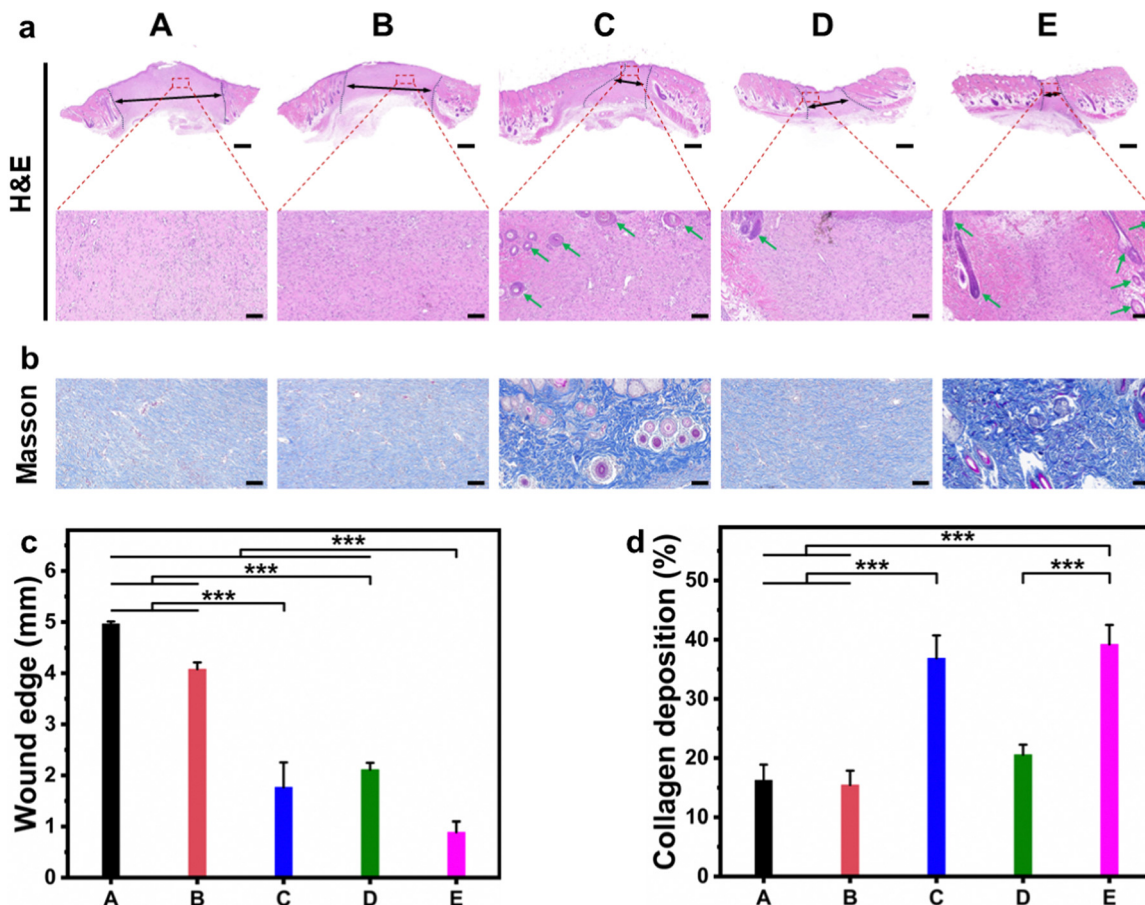 a A B C D E
H&E
b
Masson
c
Wound edge (mm)
6
5
4
3
2
1
0
***
***
***
A B C D E
d
Collagen deposition (%)
50
40
30
20
10
0
***
***
***
A B C D E